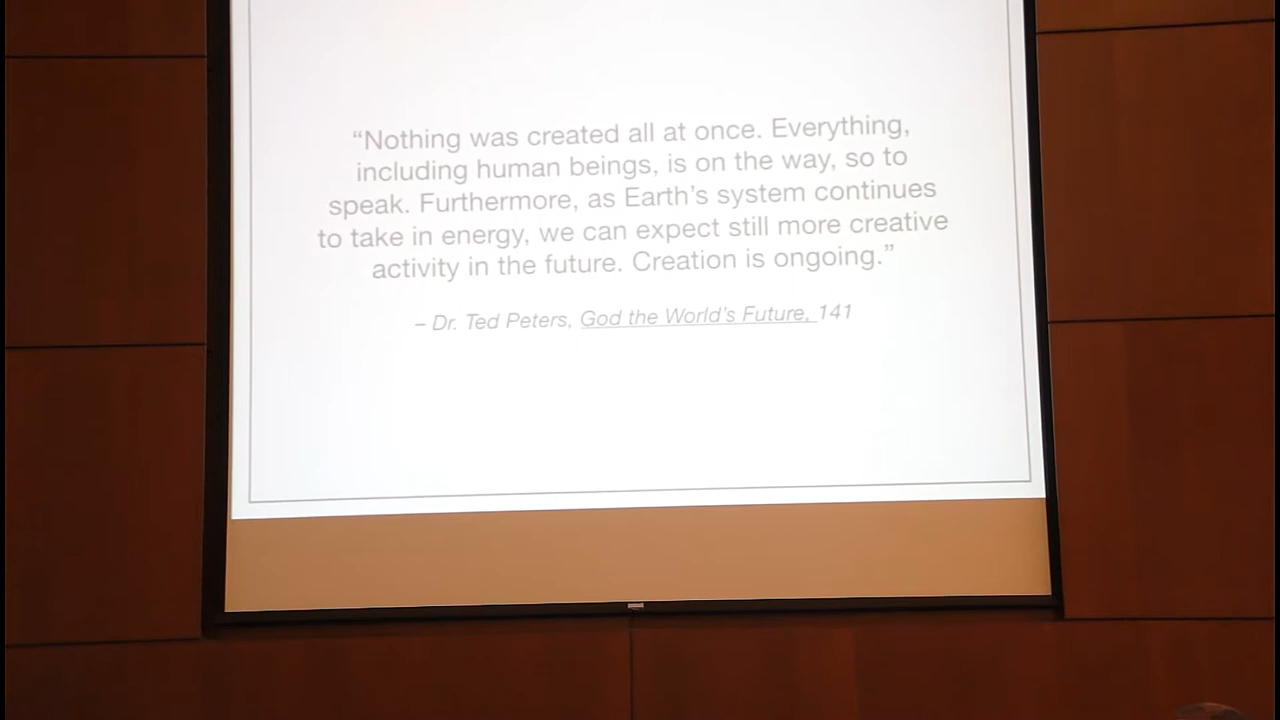 “Nothing was created all at once. Everything,
including human beings, is on the way, so to
speak. Furthermore, as Earth’s system continues
to take in energy, we can expect still more creative
activity in the future. Creation is ongoing.”
– Dr. Ted Peters, God the World’s Future, 141